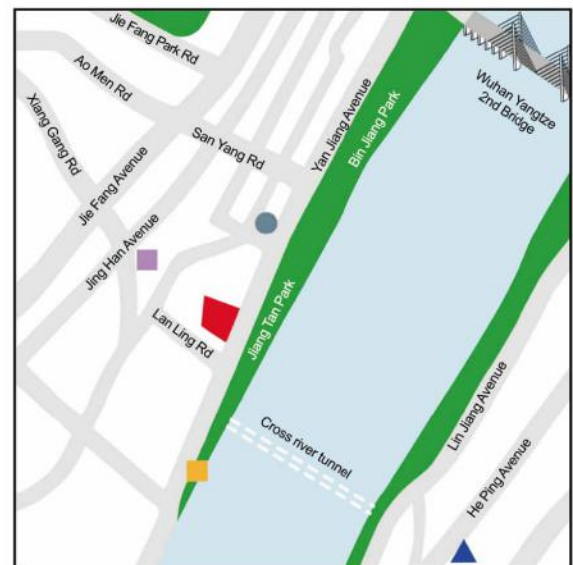 Jie Fang Park Rd
Ao Men Rd
Xiang Gang Rd
San Yang Rd
Jie Fang Avenue
Jing Han Avenue
Yan Jiang Avenue
Bin Jiang Park
Wuhan Yangtze
2nd Bridge
Lan Ling Rd
Jiang Tan Park
Cross river tunnel
Lin Jiang Avenue
He Ping Avenue